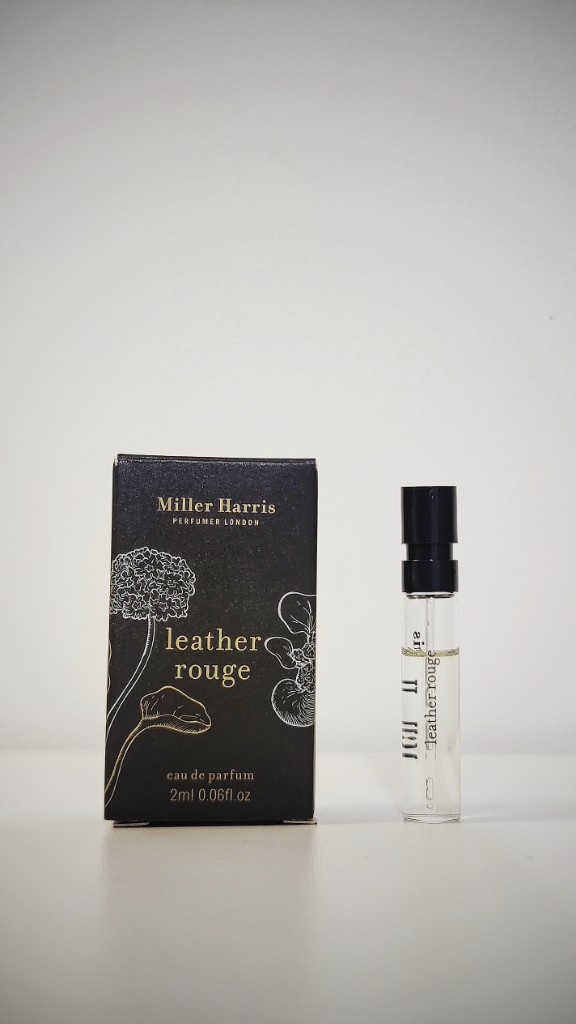 Miller Harris
PERFUMER LONDON
leather
rouge
eau de parfum
2ml 0.06fl.oz
leather rouge